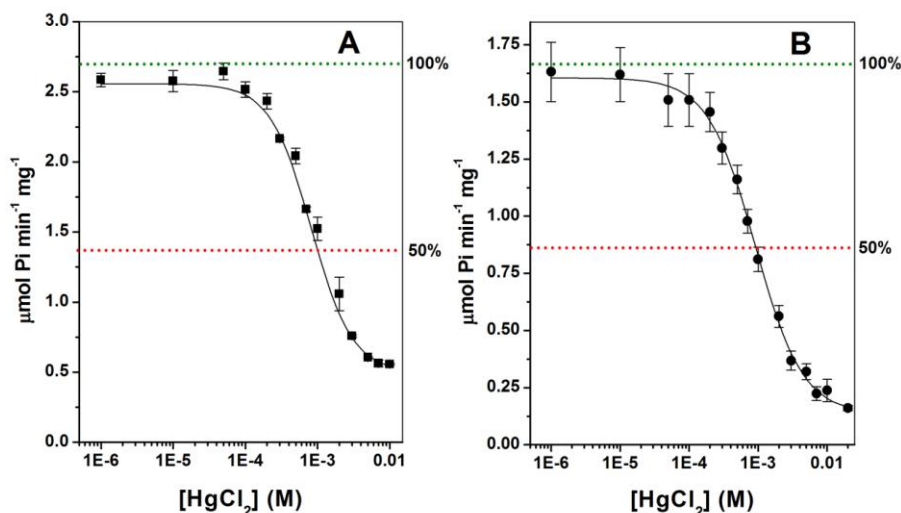 A
B
3.0
2.5
2.0
1.5
1.0
0.5
0.0
µmol Pi min⁻¹ mg⁻¹
100%
50%
1E-6 1E-5 1E-4 1E-3 0.01
[HgCl₂] (M)
1.75
1.50
1.25
1.00
0.75
0.50
0.25
0.00
µmol Pi min⁻¹ mg⁻¹
100%
50%
1E-6 1E-5 1E-4 1E-3 0.01
[HgCl₂] (M)